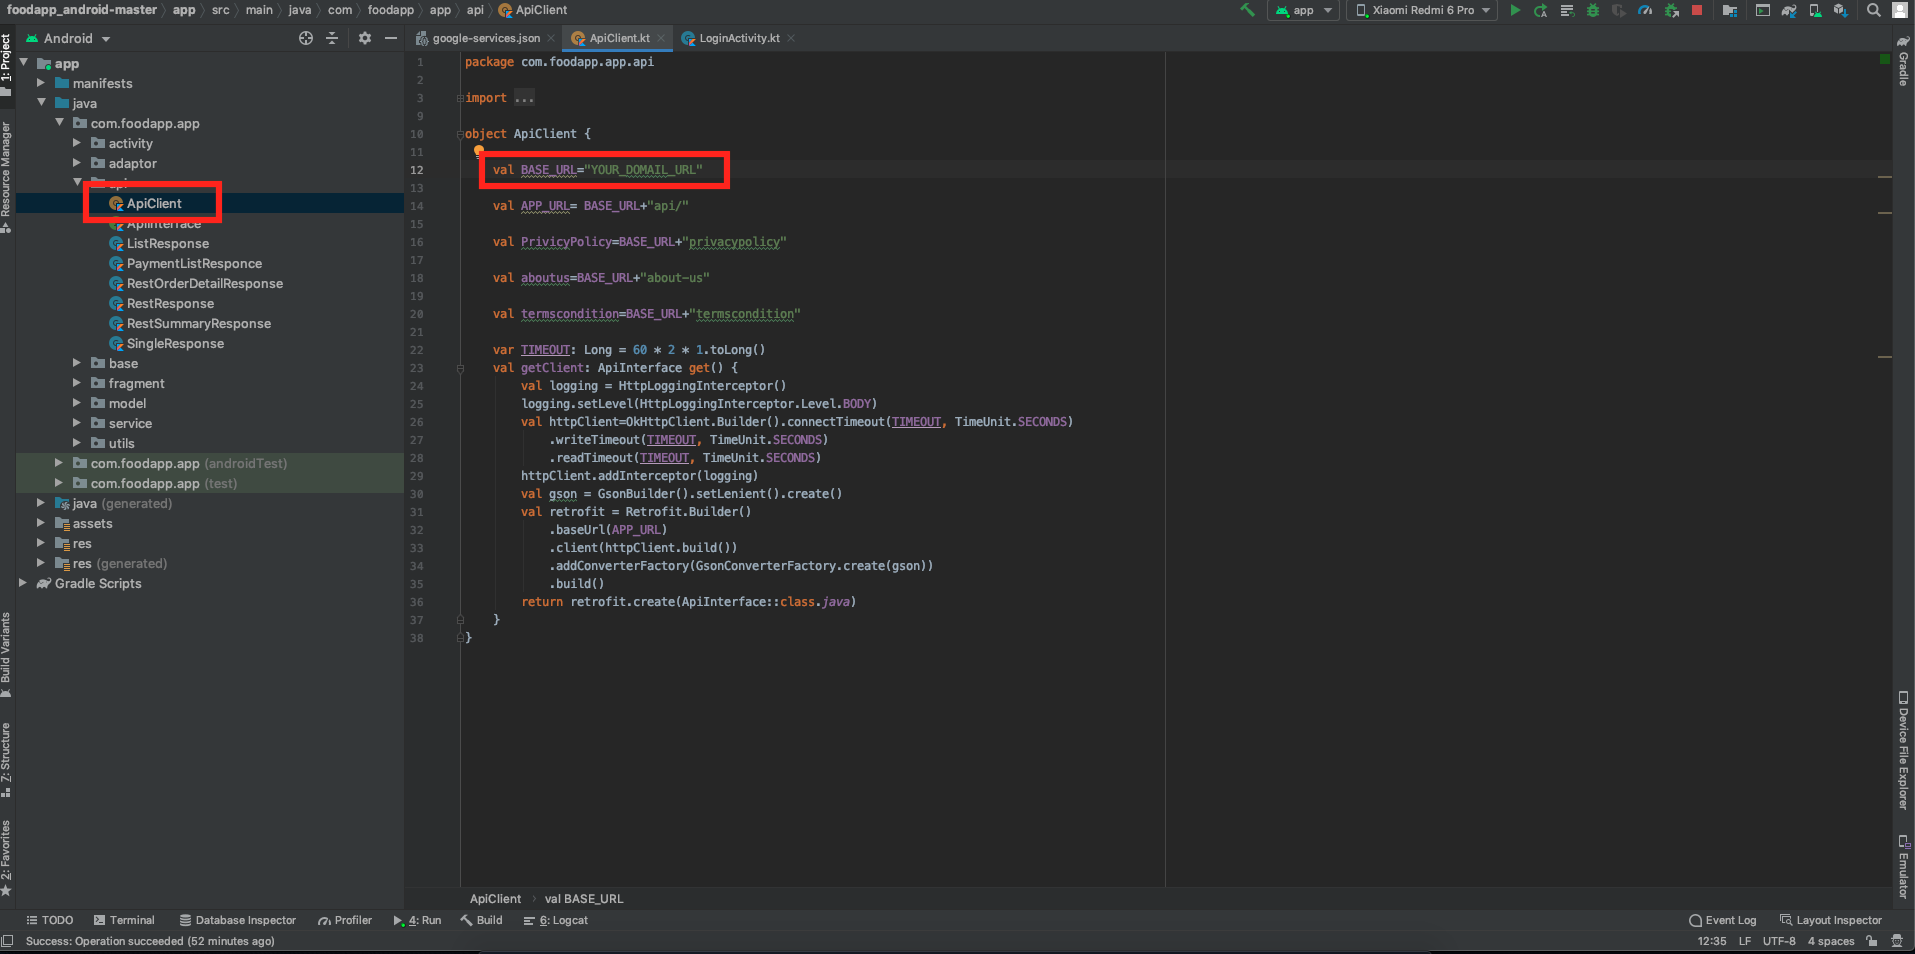 foodapp_android-master app src main java com foodapp app api ApiClient
app Xiaomi Redmi 6 Pro
Android
google-services.json ApiClient.kt LoginActivity.kt
1: Project
Resource Manager
Build Variants
7: Structure
2: Favorites
app
manifests
java
com.foodapp.app
activity
adaptor
api
ApiClient
ApiInterface
ListResponse
PaymentListResponce
RestOrderDetailResponse
RestResponse
RestSummaryResponse
SingleResponse
base
fragment
model
service
utils
com.foodapp.app (androidTest)
com.foodapp.app (test)
java (generated)
assets
res
res (generated)
Gradle Scripts
1 package com.foodapp.app.api
2
3 import ...
9
10 object ApiClient {
11
12 val BASE_URL="YOUR_DOMAIL_URL"
13
14 val APP_URL= BASE_URL+"api/"
15
16 val PrivicyPolicy=BASE_URL+"privacypolicy"
17
18 val aboutus=BASE_URL+"about-us"
19
20 val termscondition=BASE_URL+"termscondition"
21
22 var TIMEOUT: Long = 60 * 2 * 1.toLong()
23 val getClient: ApiInterface get() {
24 val logging = HttpLoggingInterceptor()
25 logging.setLevel(HttpLoggingInterceptor.Level.BODY)
26 val httpClient=OkHttpClient.Builder().connectTimeout(TIMEOUT, TimeUnit.SECONDS)
27 .writeTimeout(TIMEOUT, TimeUnit.SECONDS)
28 .readTimeout(TIMEOUT, TimeUnit.SECONDS)
29 httpClient.addInterceptor(logging)
30 val gson = GsonBuilder().setLenient().create()
31 val retrofit = Retrofit.Builder()
32 .baseUrl(APP_URL)
33 .client(httpClient.build())
34 .addConverterFactory(GsonConverterFactory.create(gson))
35 .build()
36 return retrofit.create(ApiInterface::class.java)
37 }
38 }
Gradle
Device File Explorer
Emulator
ApiClient val BASE_URL
TODO Terminal Database Inspector Profiler 4: Run Build 6: Logcat Event Log Layout Inspector
Success: Operation succeeded (52 minutes ago) 12:35 LF UTF-8 4 spaces